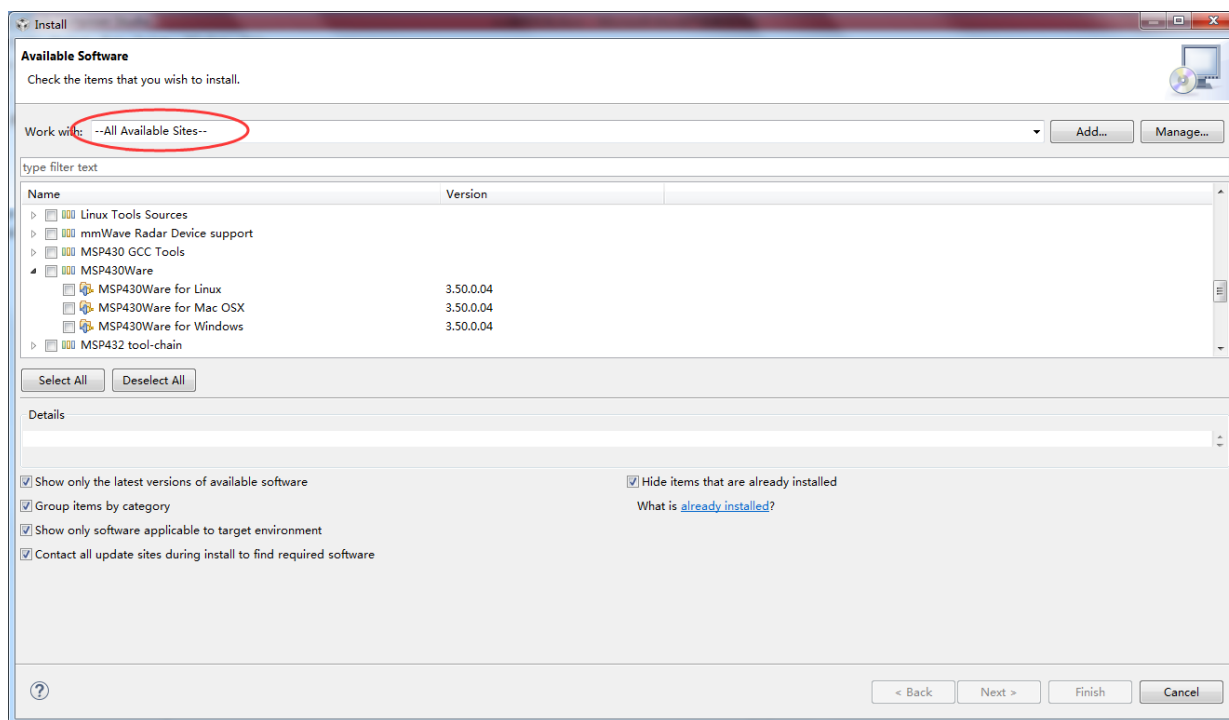 Install
Available Software
Check the items that you wish to install.
Work with: --All Available Sites--
Add...
Manage...
type filter text
Name Version
Linux Tools Sources
mmWave Radar Device support
MSP430 GCC Tools
MSP430Ware
MSP430Ware for Linux 3.50.0.04
MSP430Ware for Mac OSX 3.50.0.04
MSP430Ware for Windows 3.50.0.04
MSP432 tool-chain
Select All Deselect All
Details
Show only the latest versions of available software
Hide items that are already installed
Group items by category
What is already installed?
Show only software applicable to target environment
Contact all update sites during install to find required software
?
< Back Next > Finish Cancel